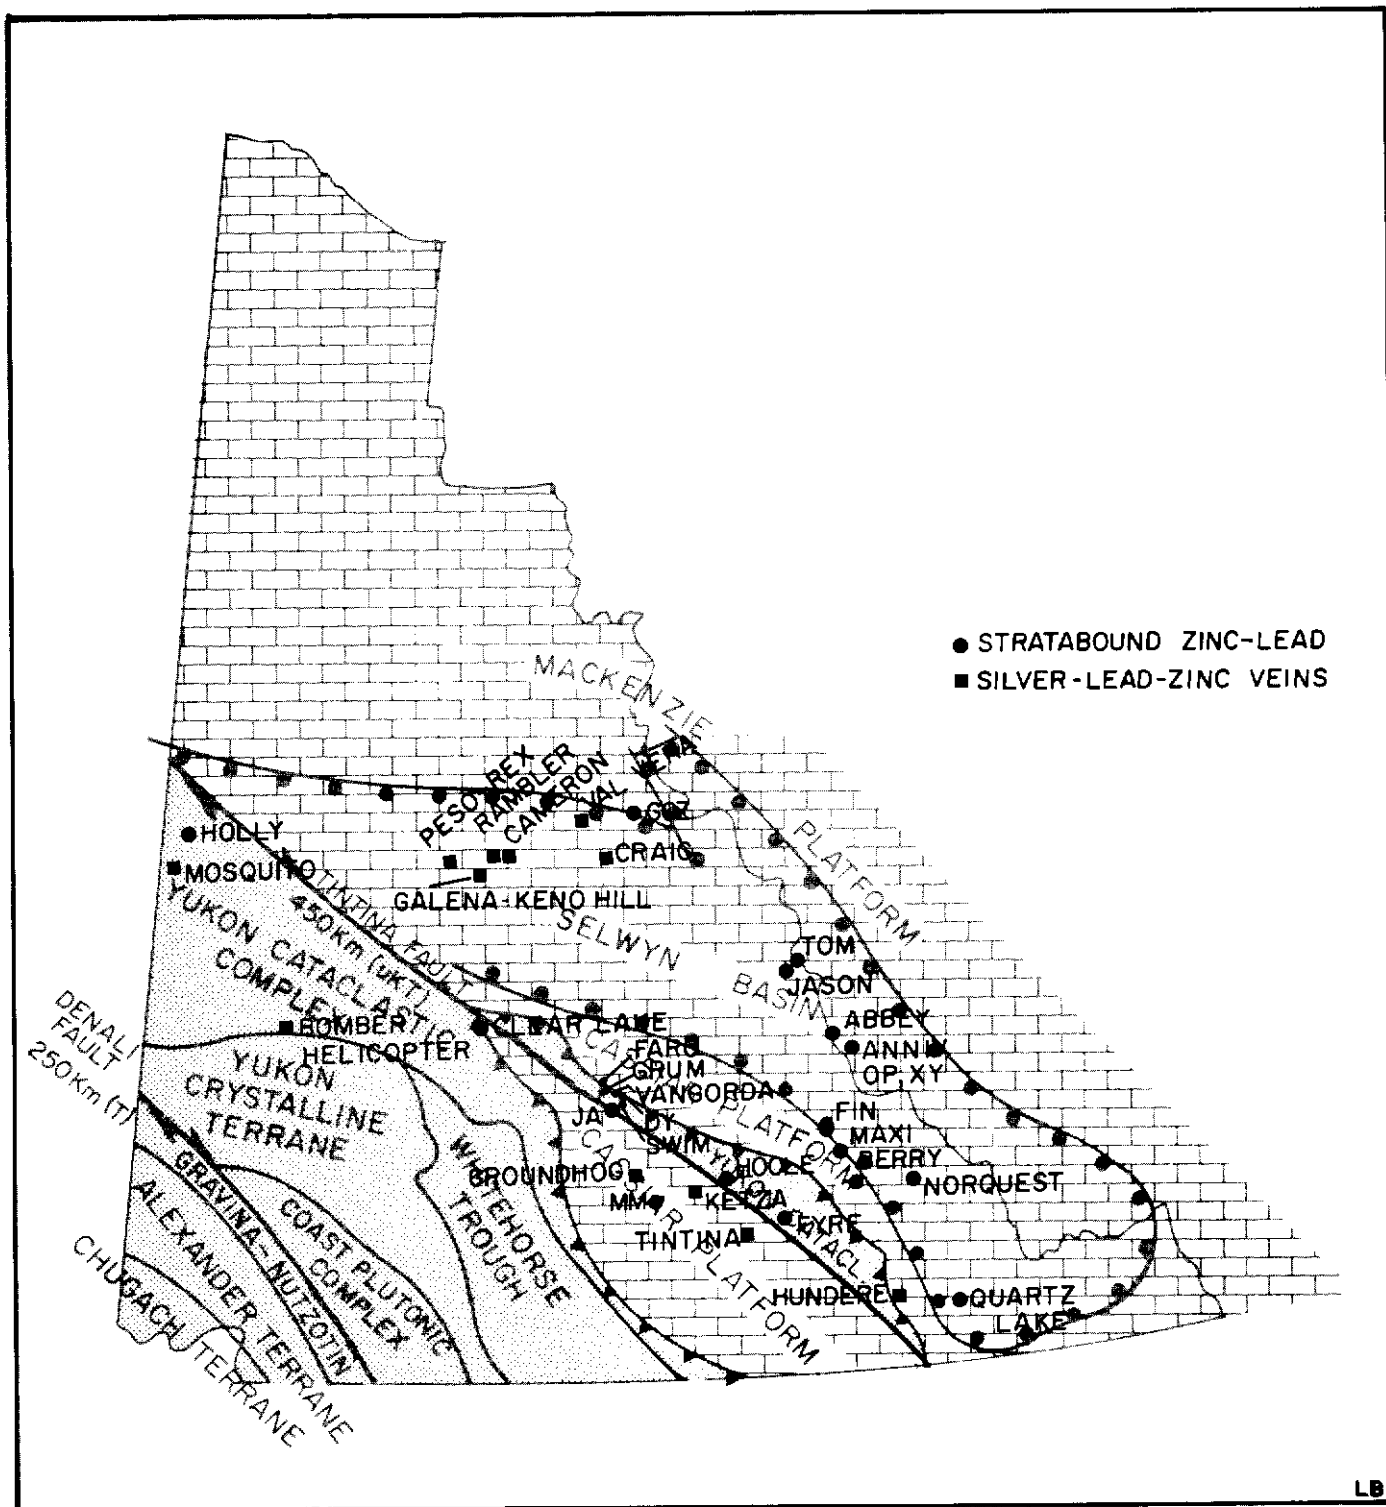 ● STRATABOUND ZINC-LEAD
■ SILVER-LEAD-ZINC VEINS
MACKENZIE
PLATFORM
PESO
REX
RAMBLER
CAMERON
VAL
GOZ
CRAIG
GALENA-KENO HILL
HOLLY
MOSQUITO
TINTINA FAULT
450Km (uKT)
SELWYN
BASIN
TOM
JASON
ABBEY
OP, XY
YUKON CATACLASTIC
COMPLEX
DENALI
FAULT
250Km (T)
BOMBER
HELICOPTER
CLEAR LAKE
YUKON
CRYSTALLINE
TERRANE
FARO
GRUM
VANGORDA
JA
DY
SWIM
PLATFORM
FIN
MAXI
BERRY
NORQUEST
HOOLE
GROUNDHOG
MM
KETZA
EYRE
TINTINA
CASSIAR PLATFORM
HUNDERE
QUARTZ
LAKE
WHITEHORSE
TROUGH
COAST PLUTONIC
COMPLEX
GRAVINA-NUTZOTIN
ALEXANDER TERRANE
CHUGACH TERRANE
LB